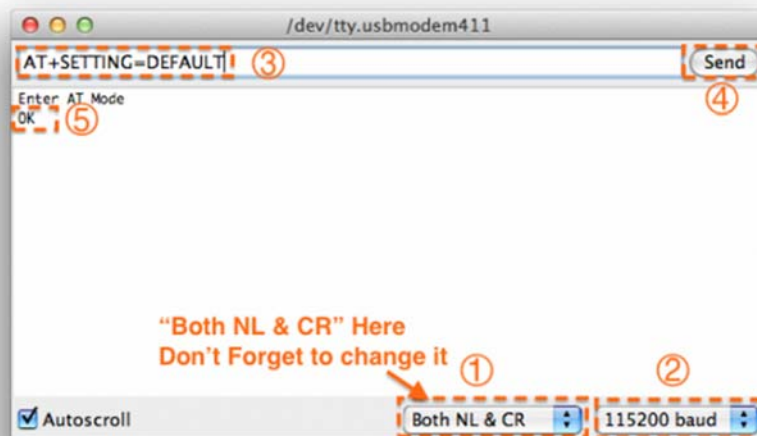 /dev/tty.usbmodem411
AT+SETTING=DEFAULT ③ Send
④
Enter AT Mode
OK ⑤
“Both NL & CR” Here
Don’t Forget to change it ① ②
Autoscroll Both NL & CR 115200 baud